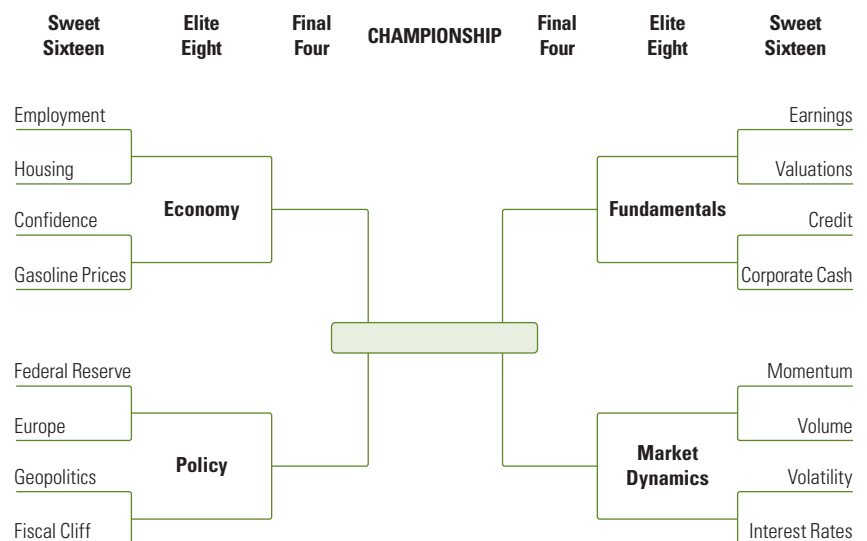 Sweet Sixteen
Elite Eight
Final Four
CHAMPIONSHIP
Final Four
Elite Eight
Sweet Sixteen
Employment
Housing
Confidence
Gasoline Prices
Economy
Federal Reserve
Europe
Geopolitics
Fiscal Cliff
Policy
Earnings
Valuations
Credit
Corporate Cash
Fundamentals
Momentum
Volume
Volatility
Interest Rates
Market
Dynamics